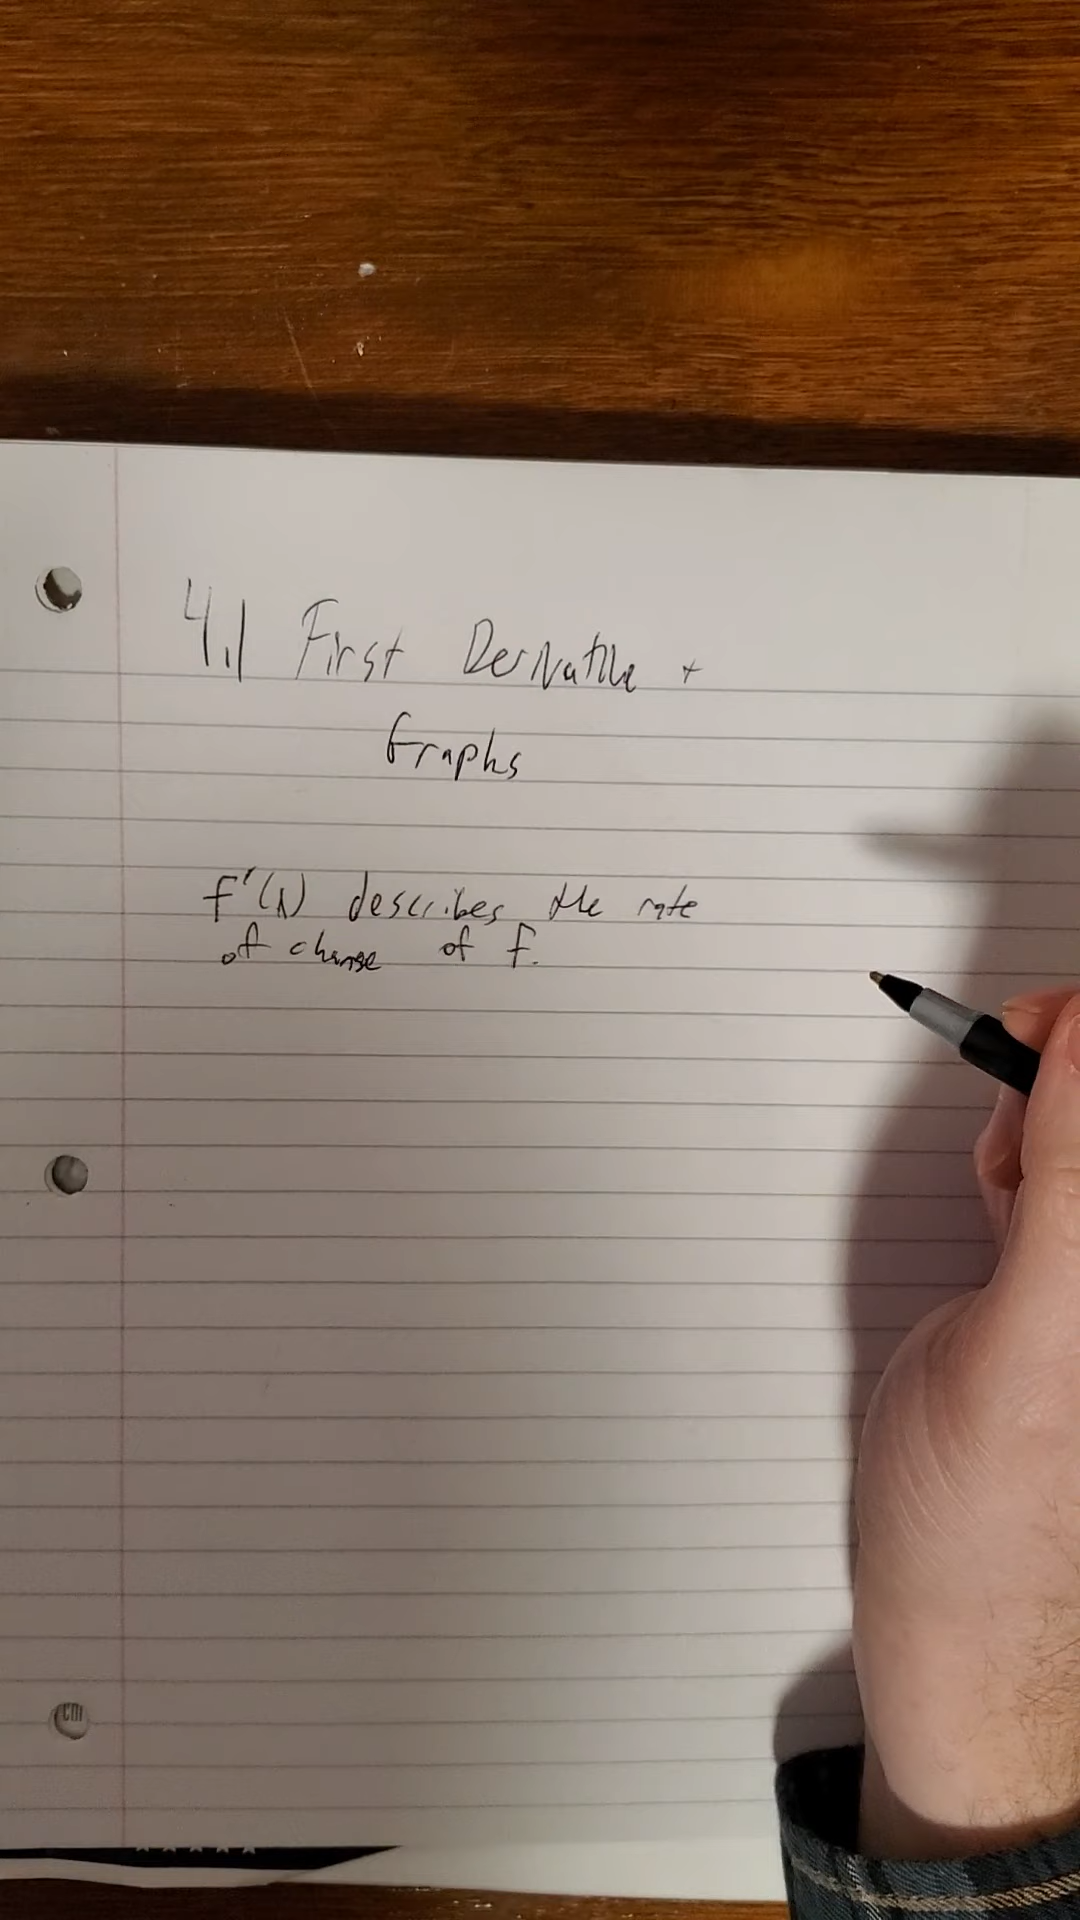 4.1 First Derivative +
Graphs
f'(x) describes the rate
of change of f.